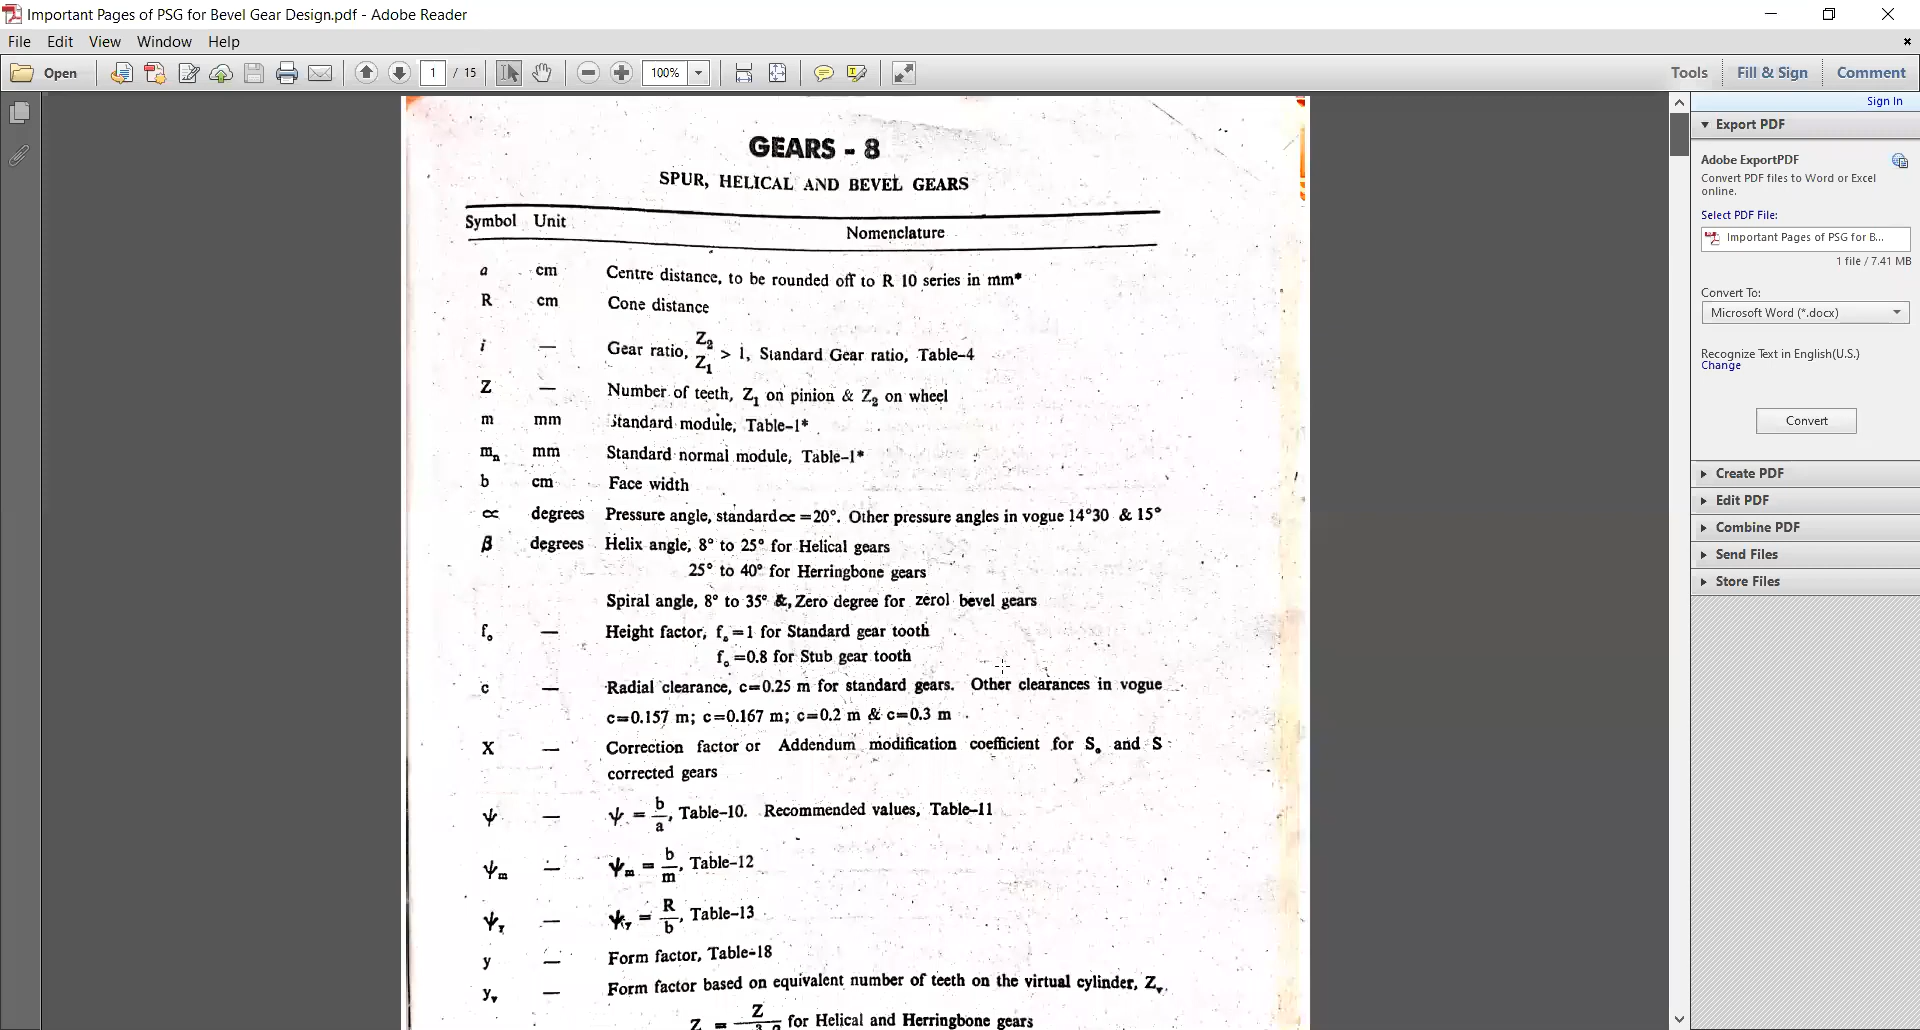 Important Pages of PSG for Bevel Gear Design.pdf - Adobe Reader
File Edit View Window Help
Open 1 / 15 100% Tools Fill & Sign Comment
Sign In
Export PDF
Adobe ExportPDF
Convert PDF files to Word or Excel
online.
Select PDF File:
Important Pages of PSG for B...
1 file / 7.41 MB
Convert To:
Microsoft Word (*.docx)
Recognize Text in English(U.S.)
Change
Convert
Create PDF
Edit PDF
Combine PDF
Send Files
Store Files
GEARS - 8
SPUR, HELICAL AND BEVEL GEARS
Symbol Unit Nomenclature
a cm Centre distance, to be rounded off to R 10 series in mm*
R cm Cone distance
i — Gear ratio, Z₂/Z₁ > 1, Standard Gear ratio, Table-4
Z — Number of teeth, Z₁ on pinion & Z₂ on wheel
m mm Standard module, Table-1*
mₙ mm Standard normal module, Table-1*
b cm Face width
∝ degrees Pressure angle, standard ∝ =20°. Other pressure angles in vogue 14°30 & 15°
β degrees Helix angle, 8° to 25° for Helical gears
25° to 40° for Herringbone gears
Spiral angle, 8° to 35° &, Zero degree for zerol bevel gears
fₒ — Height factor, fₒ=1 for Standard gear tooth
fₒ=0.8 for Stub gear tooth
c — Radial clearance, c=0.25 m for standard gears. Other clearances in vogue
c=0.157 m; c=0.167 m; c=0.2 m & c=0.3 m
X — Correction factor or Addendum modification coefficient for Sₒ and S
corrected gears
ψ — ψ = b/a, Table-10. Recommended values, Table-11
ψₘ — ψₘ = b/m, Table-12
ψᵧ — ψᵧ = R/b, Table-13
y — Form factor, Table-18
yᵥ — Form factor based on equivalent number of teeth on the virtual cylinder, Zᵥ.
Z = Z for Helical and Herringbone gears